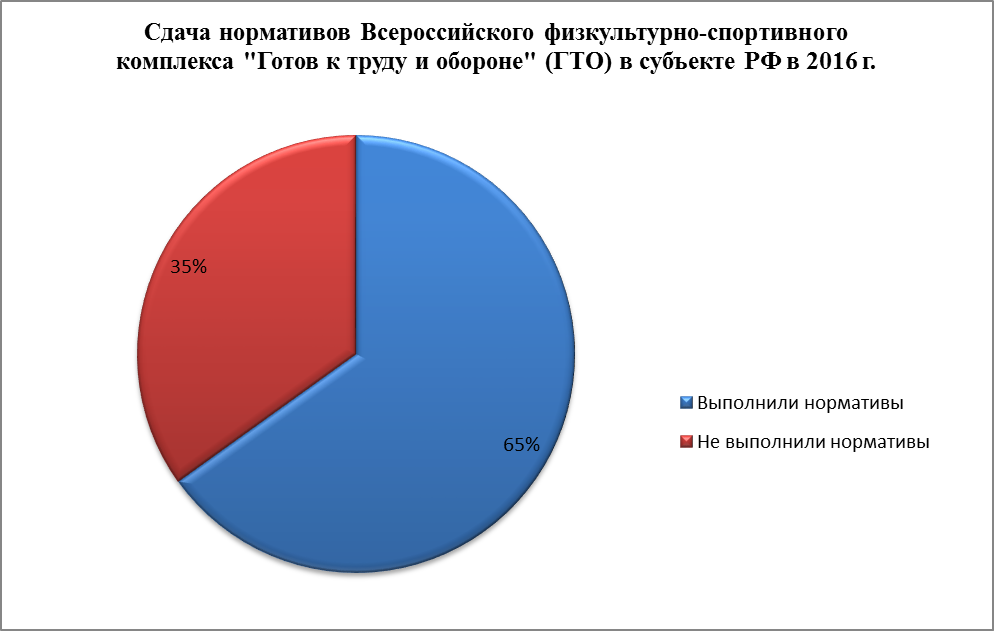 Сдача нормативов Всероссийского физкультурно-спортивного
комплекса "Готов к труду и обороне" (ГТО) в субъекте РФ в 2016 г.
35%
65%
Выполнили нормативы
Не выполнили нормативы